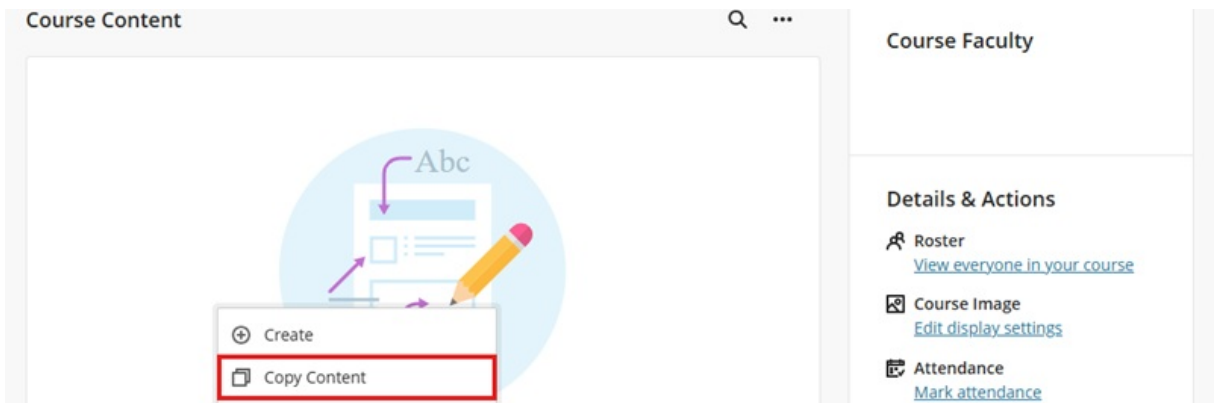 Course Content
Abc
Create
Copy Content
Course Faculty
Details & Actions
Roster
View everyone in your course
Course Image
Edit display settings
Attendance
Mark attendance